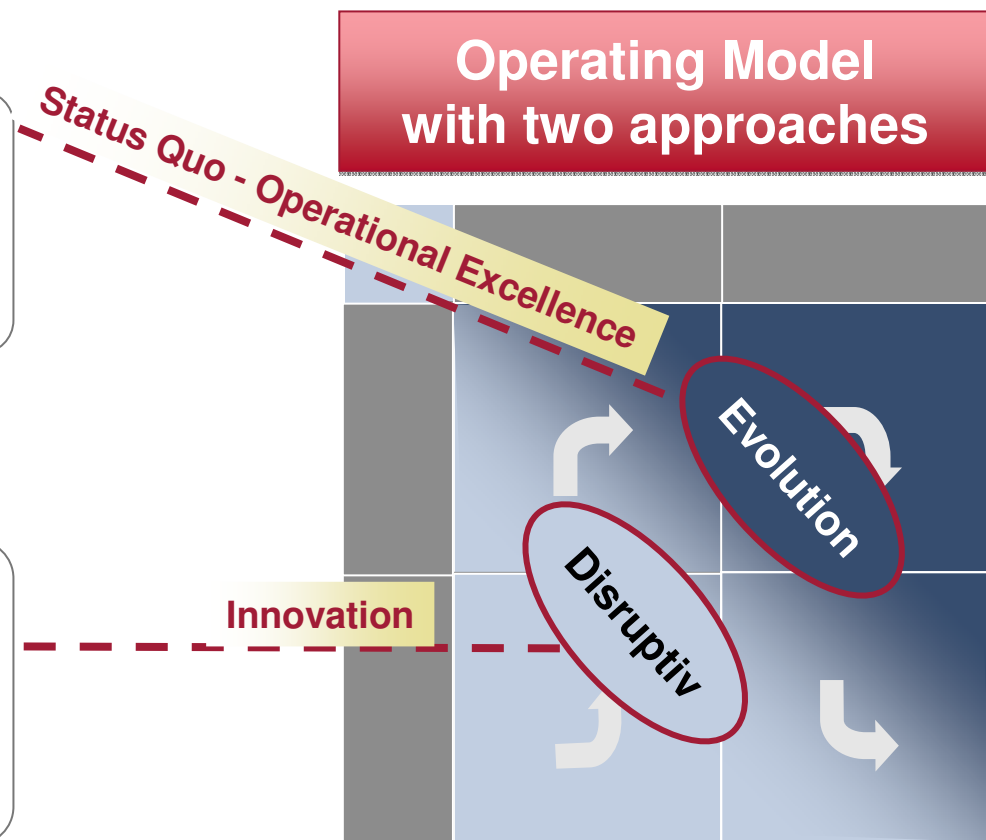 Operating Model
with two approaches
Status Quo - Operational Excellence
Evolution
Disruptiv
Innovation